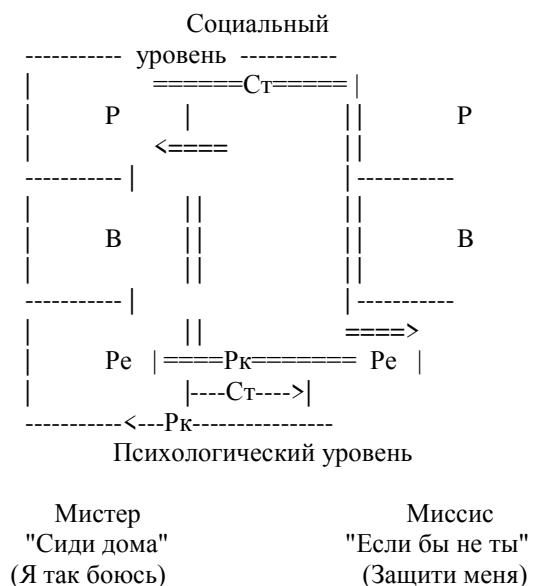 Социальный
уровень
Ст
Р Р
В В
Ре Рк Ре
Ст
Рк
Психологический уровень
Мистер Миссис
"Сиди дома" "Если бы не ты"
(Я так боюсь) (Защити меня)